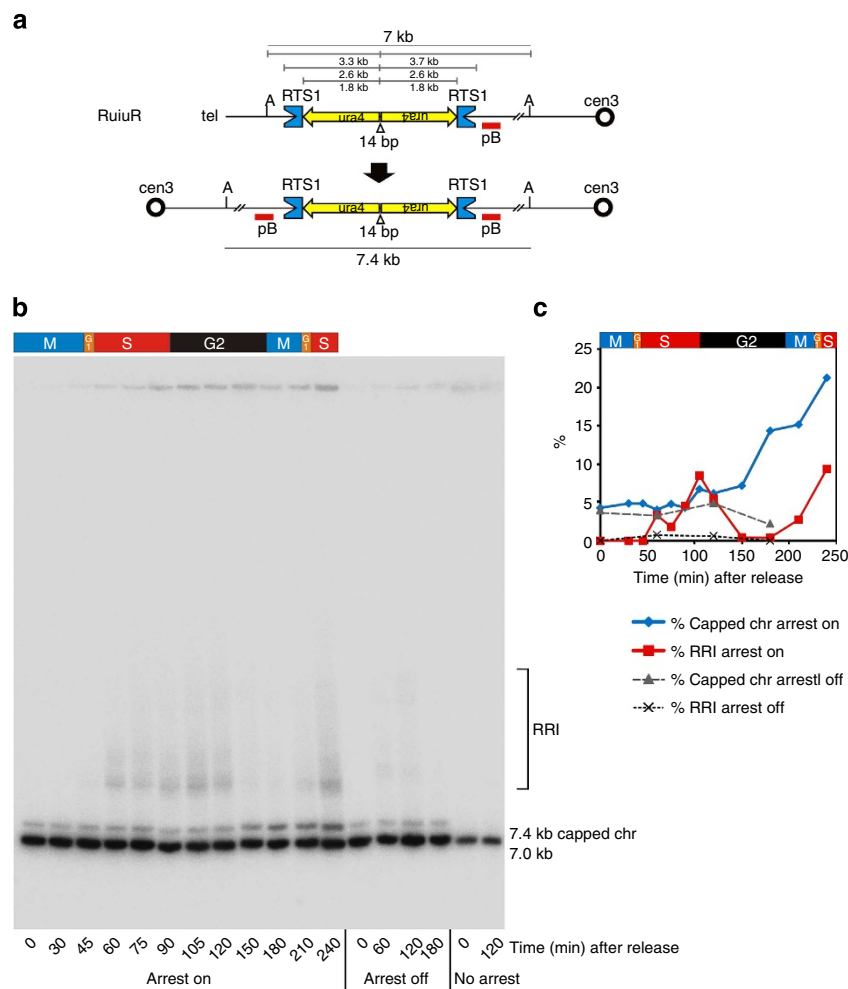 a
7 kb
3.3 kb 3.7 kb
2.6 kb 2.6 kb
1.8 kb 1.8 kb
RuiuR tel A RTS1 ura4 ura4 RTS1 A cen3
14 bp pB
cen3 A RTS1 ura4 ura4 RTS1 A cen3
pB 14 bp pB
7.4 kb
b
M G1 S G2 M G1 S
RRI
7.4 kb capped chr
7.0 kb
0 30 45 60 75 90 105 120 150 180 210 240 0 60 120 180 0 120 Time (min) after release
Arrest on Arrest off No arrest
c
M G1 S G2 M G1 S
25
20
15
10
5
0
%
0 50 100 150 200 250
Time (min) after release
% Capped chr arrest on
% RRI arrest on
% Capped chr arrestl off
% RRI arrest off